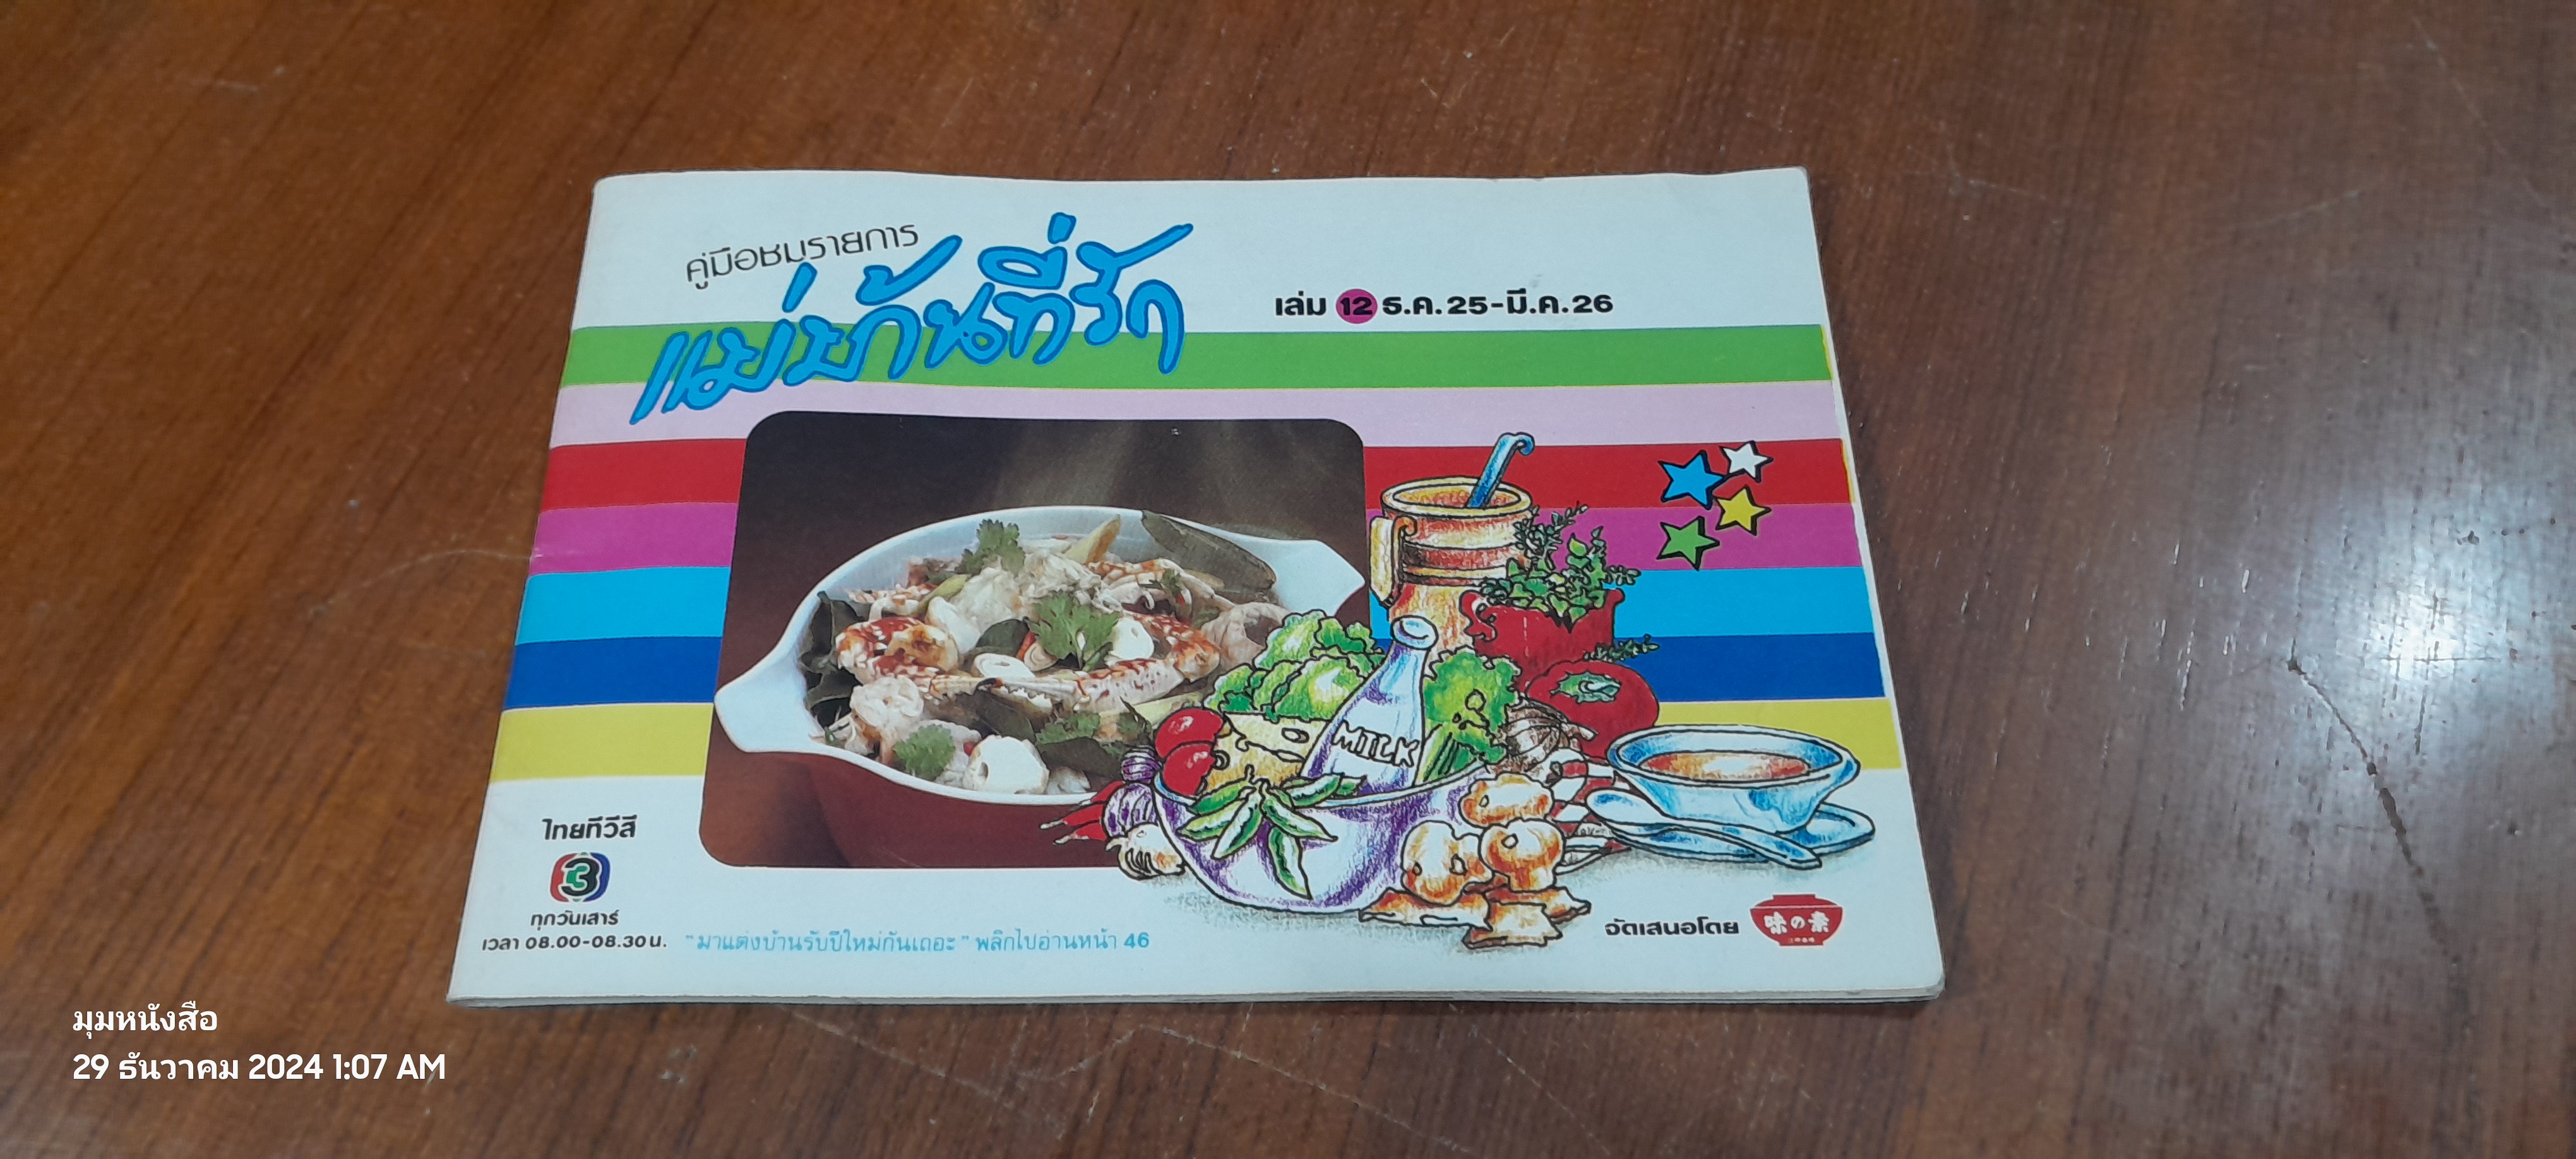 คู่มือชมรายการ
แม่บ้านที่รัก
เล่ม 12 ธ.ค. 25-มี.ค. 26
MILK
ไทยทีวีสี
3
ทุกวันเสาร์
เวลา 08.00-08.30 น.
"มาแต่งบ้านรับปีใหม่กันเถอะ" พลิกไปอ่านหน้า 46
จัดเสนอโดย
味の素
มุมหนังสือ
29 ธันวาคม 2024 1:07 AM